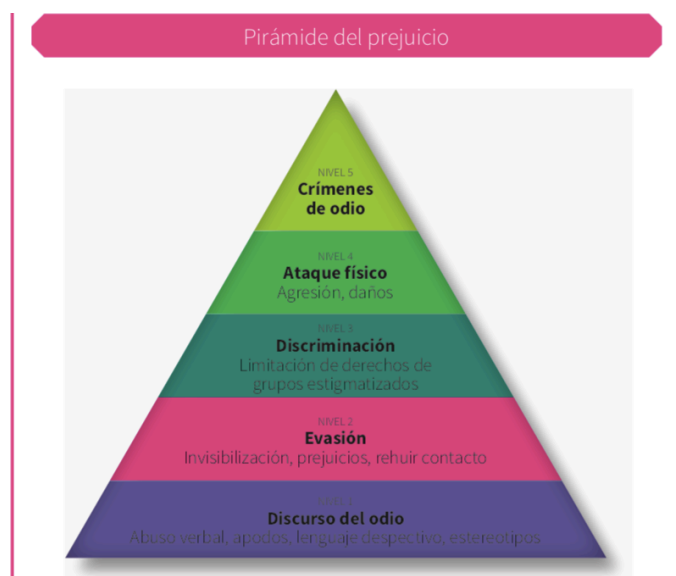 Pirámide del prejuicio
NIVEL 5
Crímenes
de odio
NIVEL 4
Ataque físico
Agresión, daños
NIVEL 3
Discriminación
Limitación de derechos de
grupos estigmatizados
NIVEL 2
Evasión
Invisibilización, prejuicios, rehuir contacto
NIVEL 1
Discurso del odio
Abuso verbal, apodos, lenguaje despectivo, estereotipos